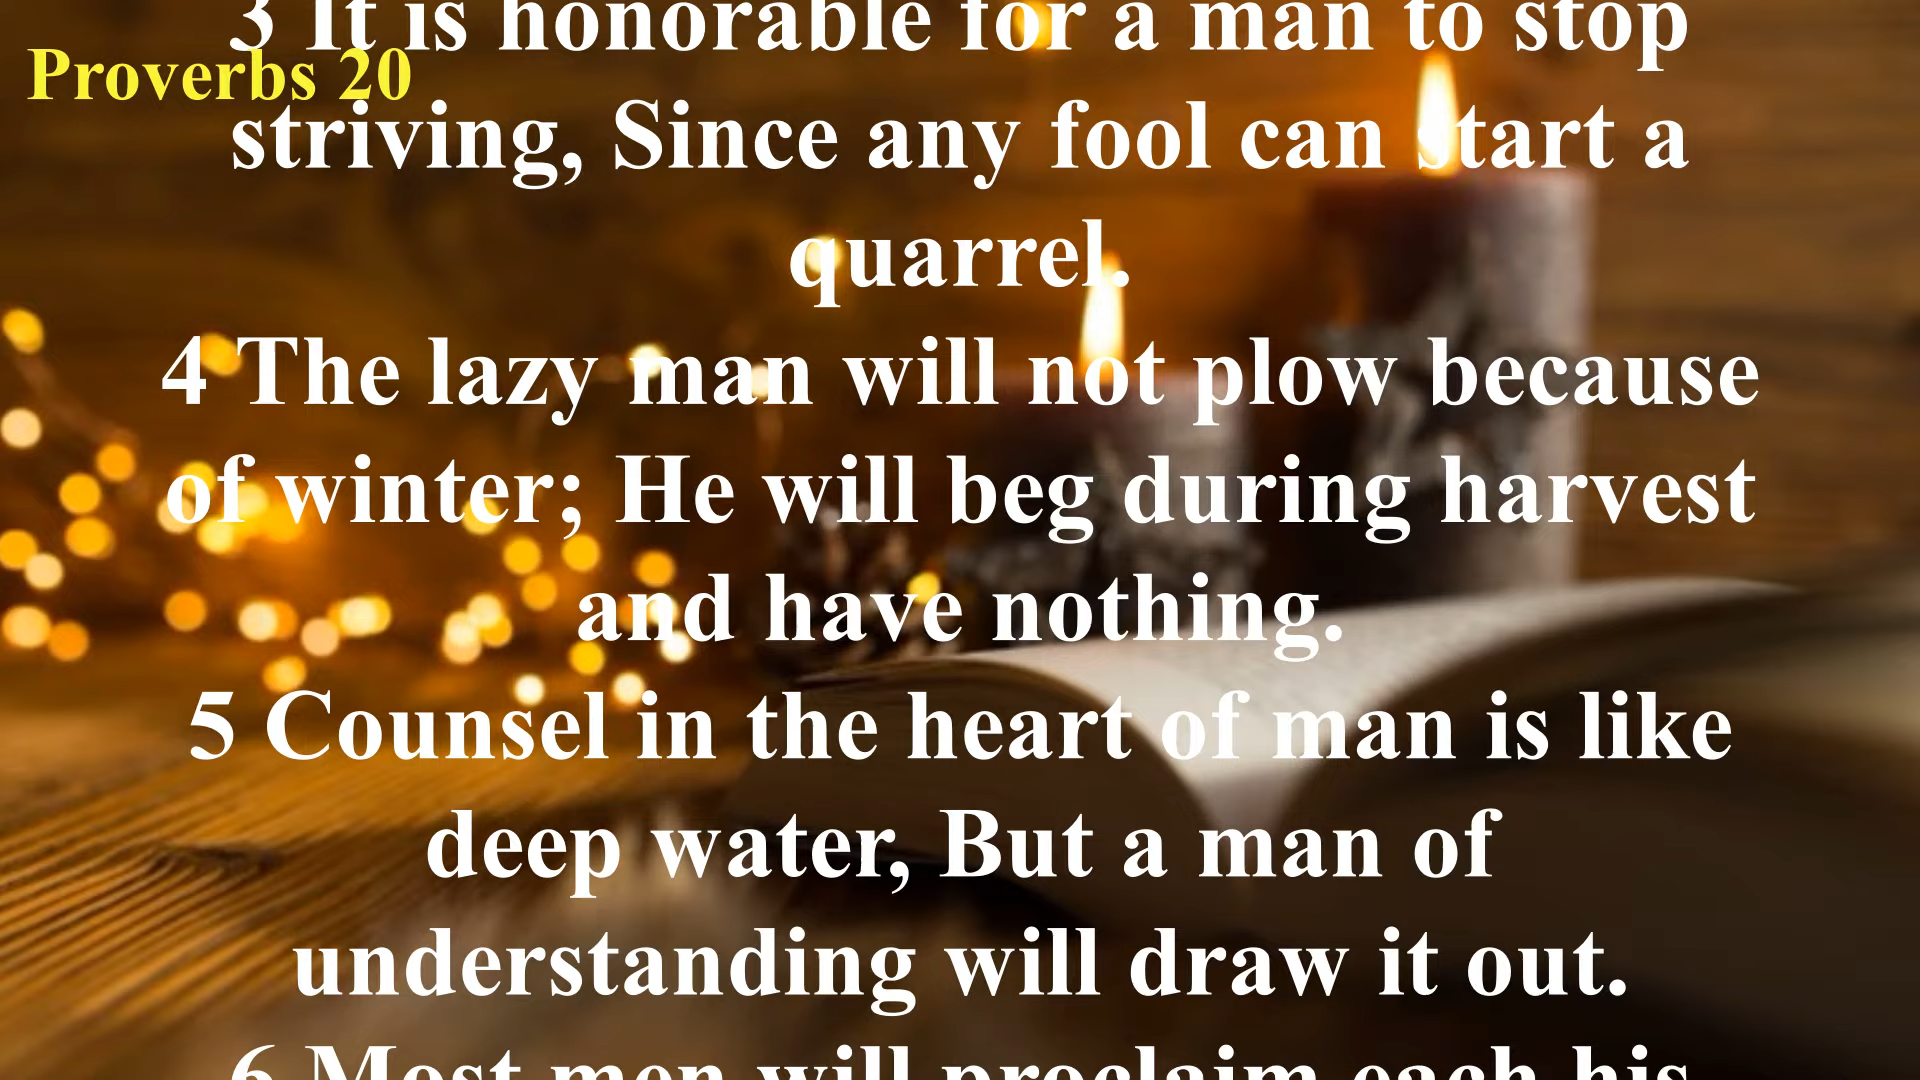 3 It is honorable for a man to stop
Proverbs 20
striving, Since any fool can start a
quarrel.
4 The lazy man will not plow because
of winter; He will beg during harvest
and have nothing.
5 Counsel in the heart of man is like
deep water, But a man of
understanding will draw it out.
6 Most men will proclaim each his